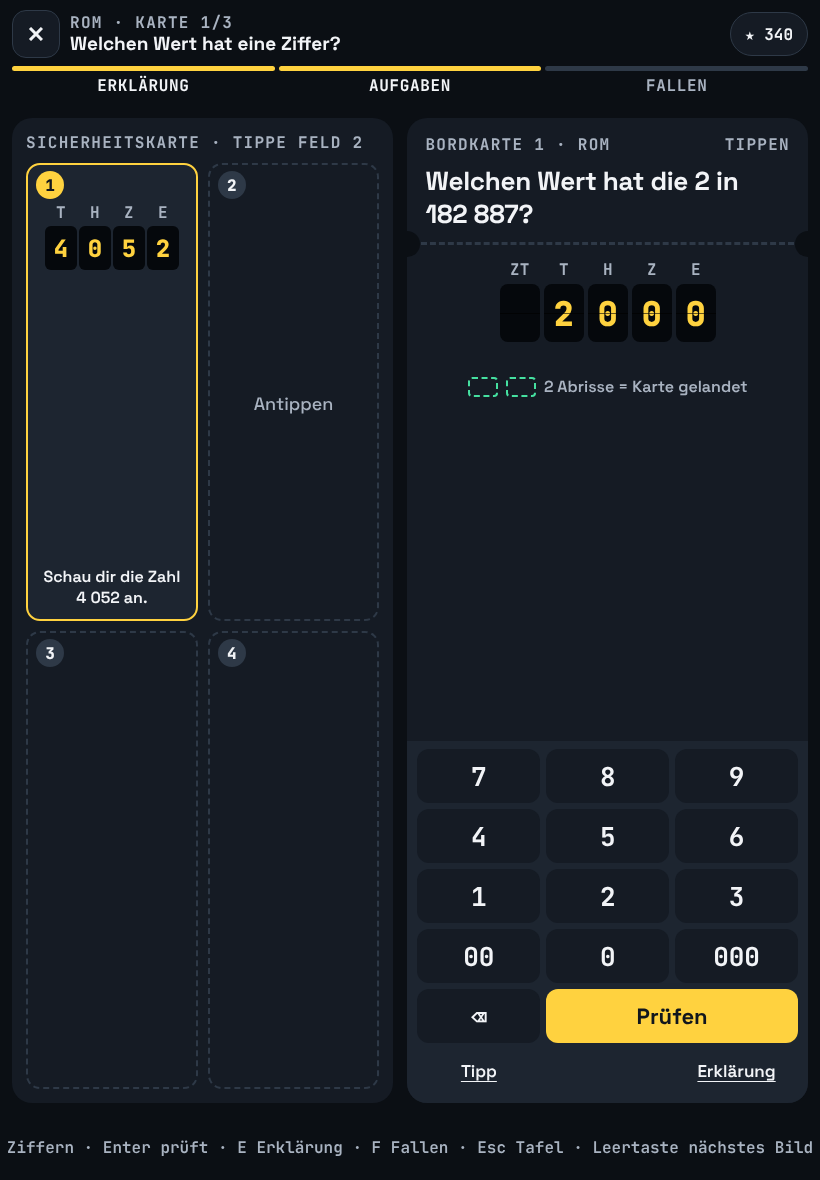 ✕
ROM · KARTE 1/3
Welchen Wert hat eine Ziffer?
★ 340
ERKLÄRUNG
AUFGABEN
FALLEN
SICHERHEITSKARTE · TIPPE FELD 2
1
T H Z E
4 0 5 2
Schau dir die Zahl
4 052 an.
2
Antippen
3
4
BORDKARTE 1 · ROM
TIPPEN
Welchen Wert hat die 2 in
182 887?
ZT T H Z E
2 0 0 0
2 Abrisse = Karte gelandet
7 8 9
4 5 6
1 2 3
00 0 000
⌫ Prüfen
Tipp
Erklärung
Ziffern · Enter prüft · E Erklärung · F Fallen · Esc Tafel · Leertaste nächstes Bild